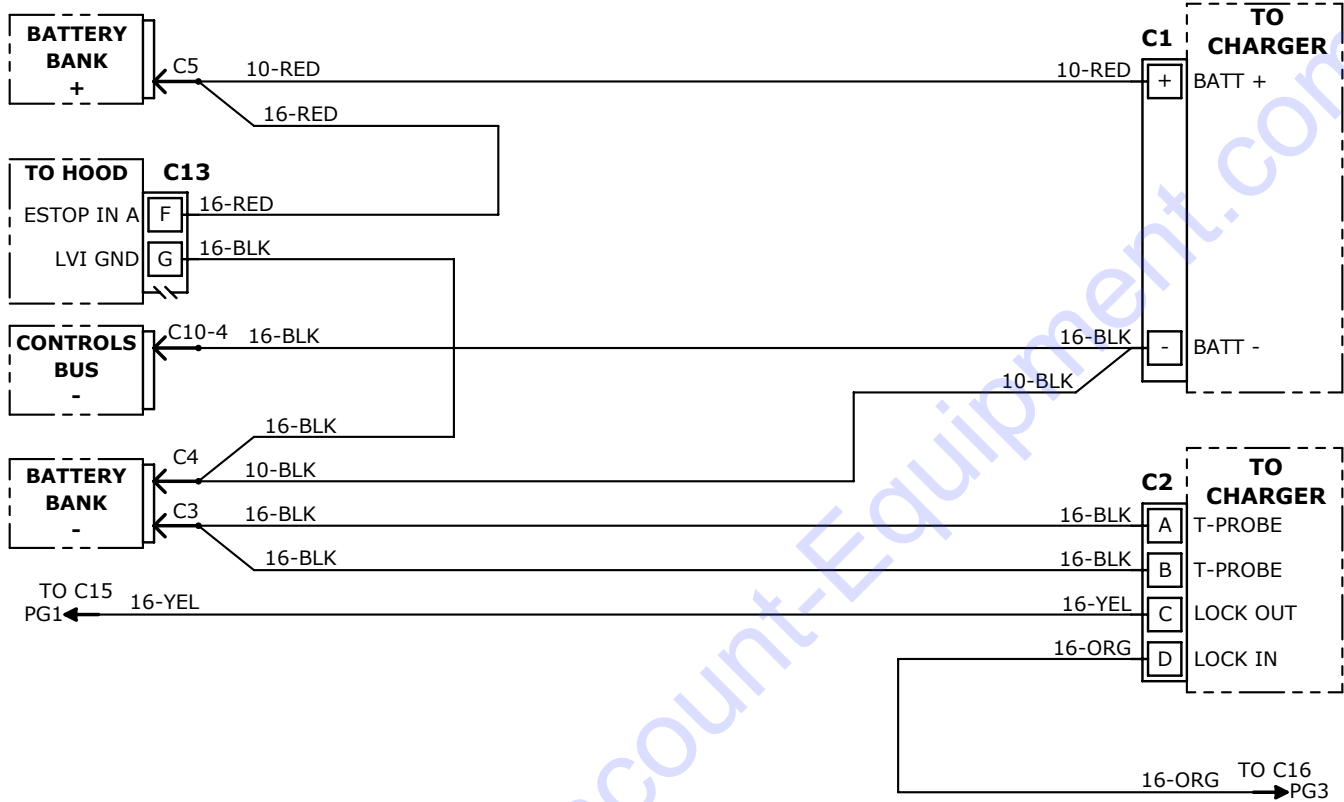 BATTERY
BANK
+
C5
10-RED
10-RED
C1
+
TO
CHARGER
BATT +
16-RED
TO HOOD
C13
ESTOP IN A
F
16-RED
LVI GND
G
16-BLK
CONTROLS
BUS
-
C10-4
16-BLK
16-BLK
-
BATT -
10-BLK
16-BLK
BATTERY
BANK
-
C4
10-BLK
C3
16-BLK
16-BLK
TO
CHARGER
C2
16-BLK
A
T-PROBE
16-BLK
B
T-PROBE
TO C15
PG1
16-YEL
16-YEL
C
LOCK OUT
16-ORG
D
LOCK IN
16-ORG
TO C16
PG3
count-Equipment.com